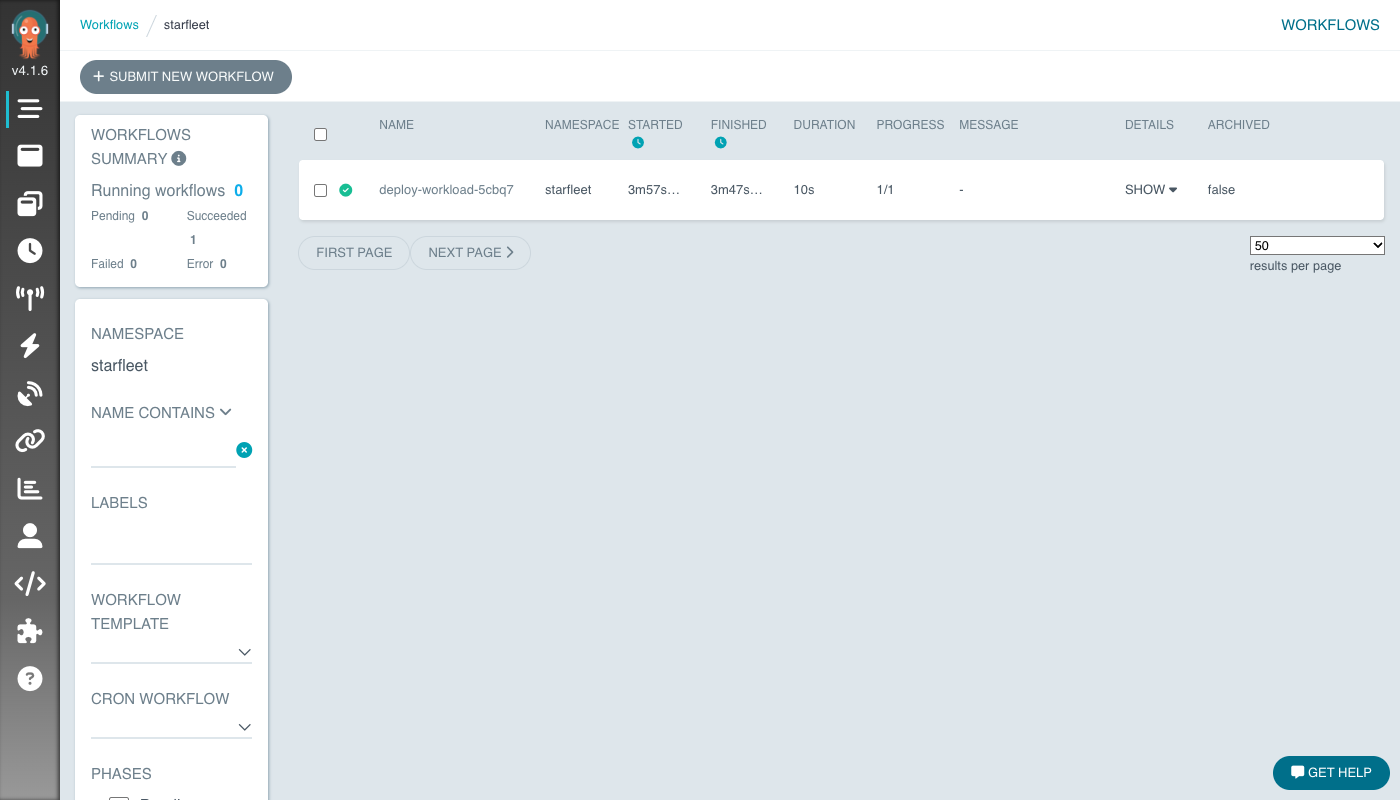 Workflows / starfleet
WORKFLOWS
v4.1.6
+ SUBMIT NEW WORKFLOW
WORKFLOWS
SUMMARY
Running workflows 0
Pending 0 Succeeded
1
Failed 0 Error 0
NAMESPACE
starfleet
NAME CONTAINS
LABELS
WORKFLOW
TEMPLATE
CRON WORKFLOW
PHASES
NAME NAMESPACE STARTED FINISHED DURATION PROGRESS MESSAGE DETAILS ARCHIVED
deploy-workload-5cbq7 starfleet 3m57s... 3m47s... 10s 1/1 - SHOW false
FIRST PAGE NEXT PAGE
50
results per page
GET HELP